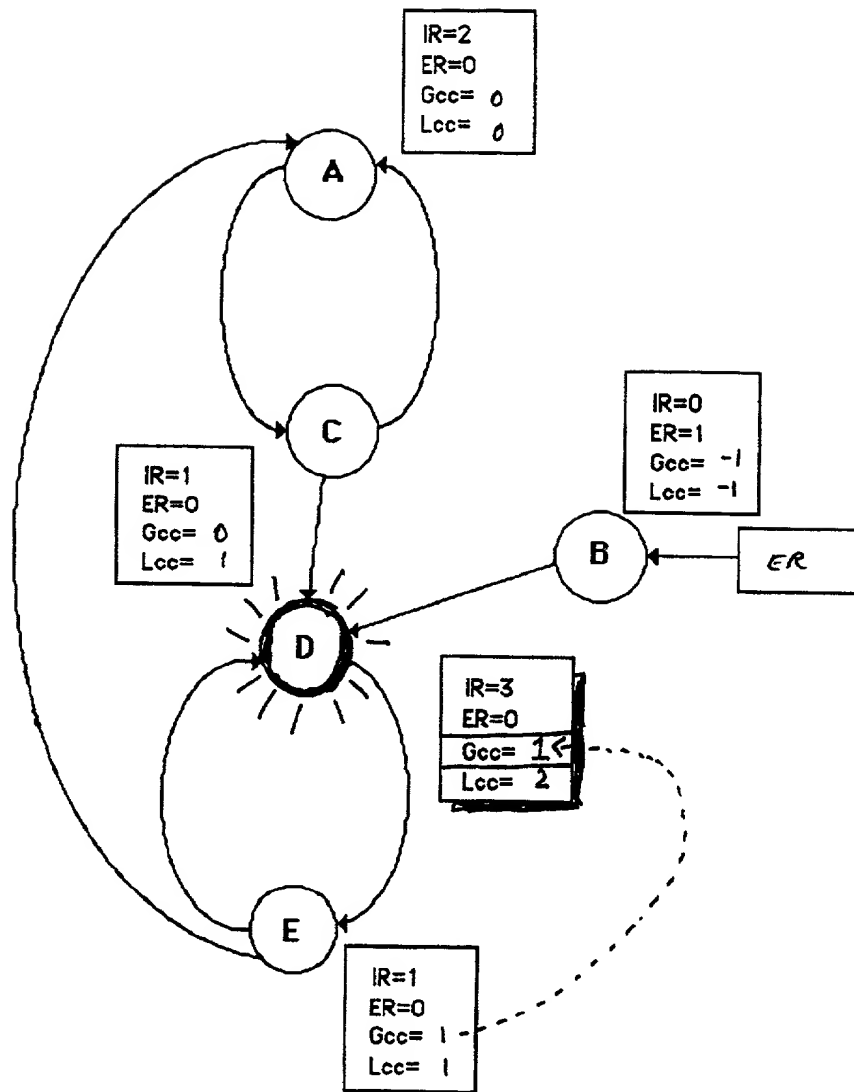 IR=2
ER=0
Gcc= 0
Lcc= 0
A
C
IR=0
ER=1
Gcc= -1
Lcc= -1
IR=1
ER=0
Gcc= 0
Lcc= 1
B
ER
D
IR=3
ER=0
Gcc= 1
Lcc= 2
E
IR=1
ER=0
Gcc= 1
Lcc= 1